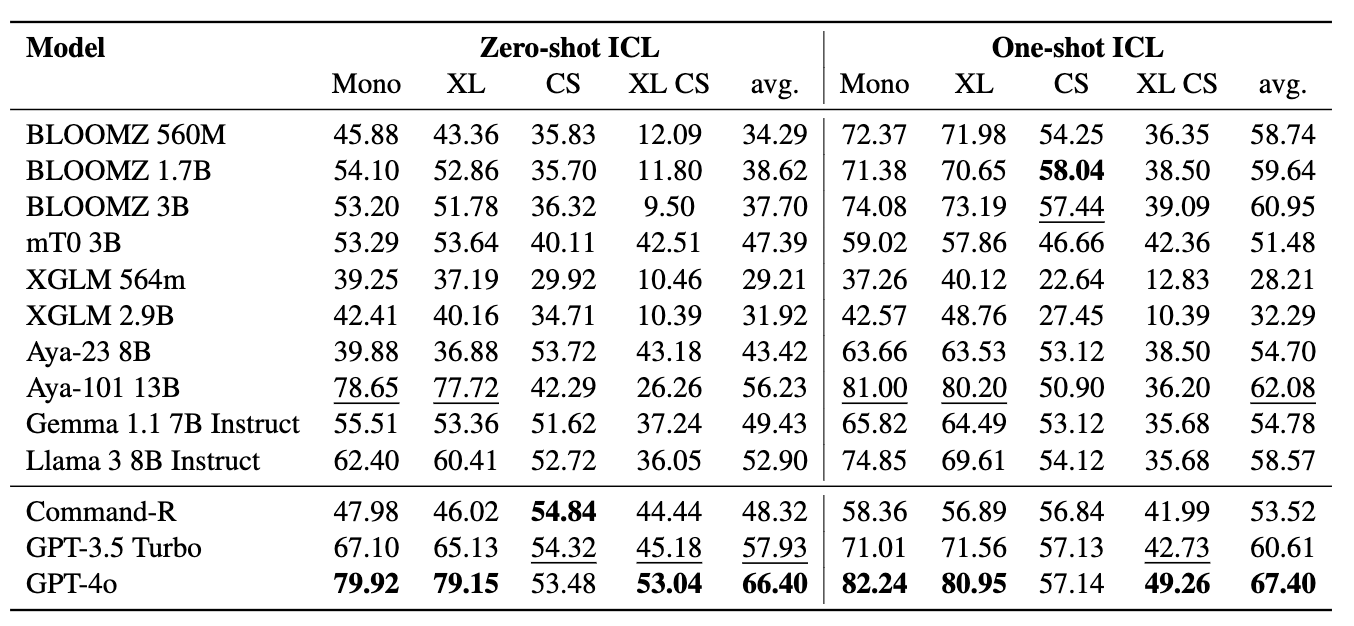 Model Zero-shot ICL One-shot ICL
Mono XL CS XL CS avg. Mono XL CS XL CS avg.
BLOOMZ 560M 45.88 43.36 35.83 12.09 34.29 72.37 71.98 54.25 36.35 58.74
BLOOMZ 1.7B 54.10 52.86 35.70 11.80 38.62 71.38 70.65 58.04 38.50 59.64
BLOOMZ 3B 53.20 51.78 36.32 9.50 37.70 74.08 73.19 57.44 39.09 60.95
mT0 3B 53.29 53.64 40.11 42.51 47.39 59.02 57.86 46.66 42.36 51.48
XGLM 564m 39.25 37.19 29.92 10.46 29.21 37.26 40.12 22.64 12.83 28.21
XGLM 2.9B 42.41 40.16 34.71 10.39 31.92 42.57 48.76 27.45 10.39 32.29
Aya-23 8B 39.88 36.88 53.72 43.18 43.42 63.66 63.53 53.12 38.50 54.70
Aya-101 13B 78.65 77.72 42.29 26.26 56.23 81.00 80.20 50.90 36.20 62.08
Gemma 1.1 7B Instruct 55.51 53.36 51.62 37.24 49.43 65.82 64.49 53.12 35.68 54.78
Llama 3 8B Instruct 62.40 60.41 52.72 36.05 52.90 74.85 69.61 54.12 35.68 58.57
Command-R 47.98 46.02 54.84 44.44 48.32 58.36 56.89 56.84 41.99 53.52
GPT-3.5 Turbo 67.10 65.13 54.32 45.18 57.93 71.01 71.56 57.13 42.73 60.61
GPT-4o 79.92 79.15 53.48 53.04 66.40 82.24 80.95 57.14 49.26 67.40